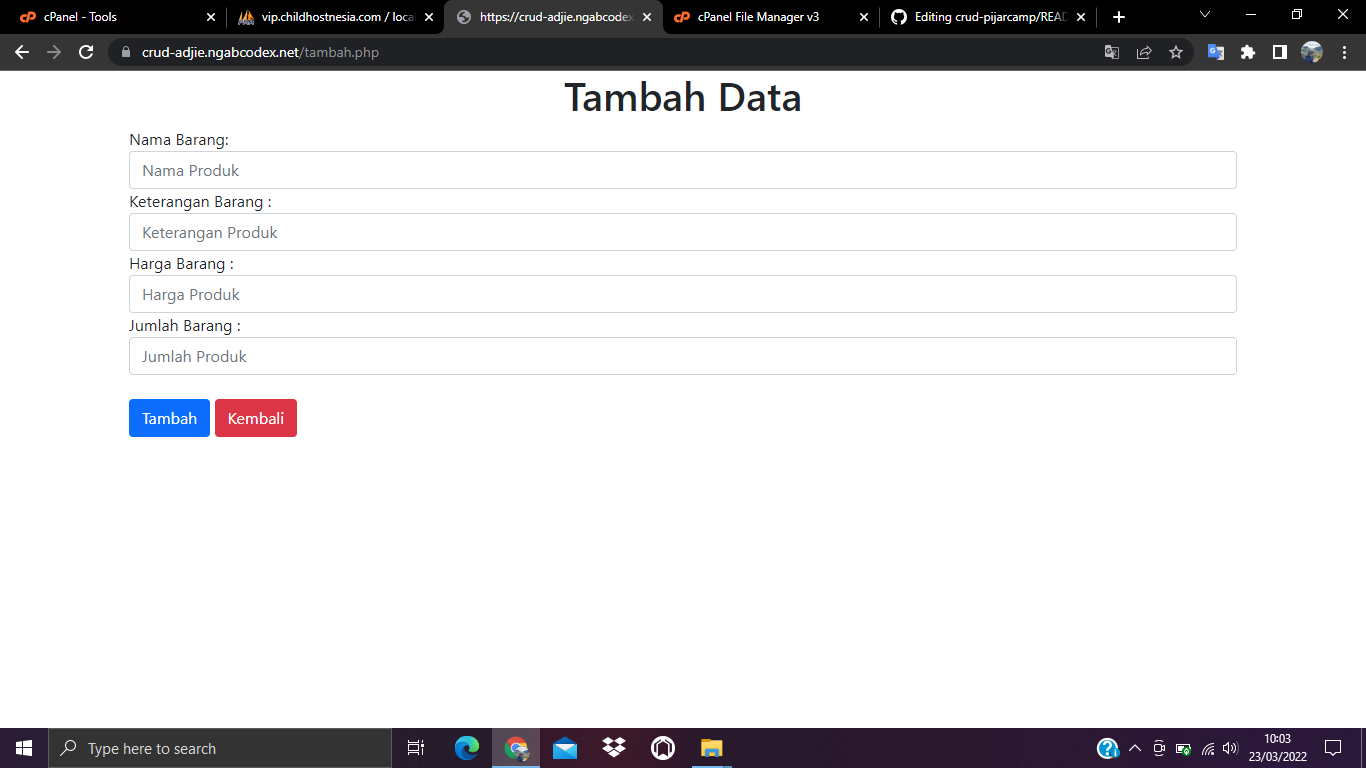 cPanel - Tools
vip.childhostnesia.com / loca
https://crud-adjie.ngabcodex
cPanel File Manager v3
Editing crud-pijarcamp/READ
crud-adjie.ngabcodex.net/tambah.php
Tambah Data
Nama Barang:
Nama Produk
Keterangan Barang :
Keterangan Produk
Harga Barang :
Harga Produk
Jumlah Barang :
Jumlah Produk
Tambah Kembali
Type here to search
10:03
23/03/2022